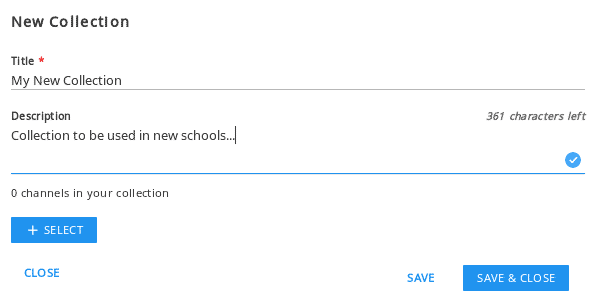 New Collection
Title *
My New Collection
Description 361 characters left
Collection to be used in new schools...
0 channels in your collection
+ SELECT
CLOSE SAVE SAVE & CLOSE